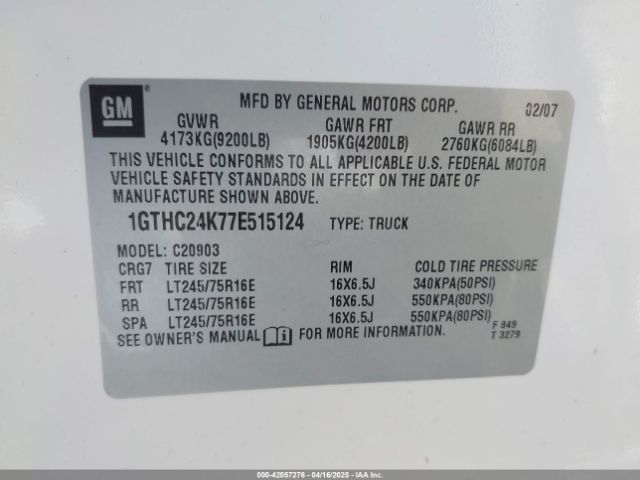 GM ®
MFD BY GENERAL MOTORS CORP. 02/07
GVWR GAWR FRT GAWR RR
4173KG(9200LB) 1905KG(4200LB) 2760KG(6084LB)
THIS VEHICLE CONFORMS TO ALL APPLICABLE U.S. FEDERAL MOTOR
VEHICLE SAFETY STANDARDS IN EFFECT ON THE DATE OF
MANUFACTURE SHOWN ABOVE.
1GTHC24K77E515124 TYPE: TRUCK
MODEL: C20903
CRG7 TIRE SIZE RIM COLD TIRE PRESSURE
FRT LT245/75R16E 16X6.5J 340KPA(50PSI)
RR LT245/75R16E 16X6.5J 550KPA(80PSI)
SPA LT245/75R16E 16X6.5J 550KPA(80PSI)
SEE OWNER'S MANUAL FOR MORE INFORMATION.
F 849
T 3279
000-42057276 - 04/16/2025 - IAAI.COM